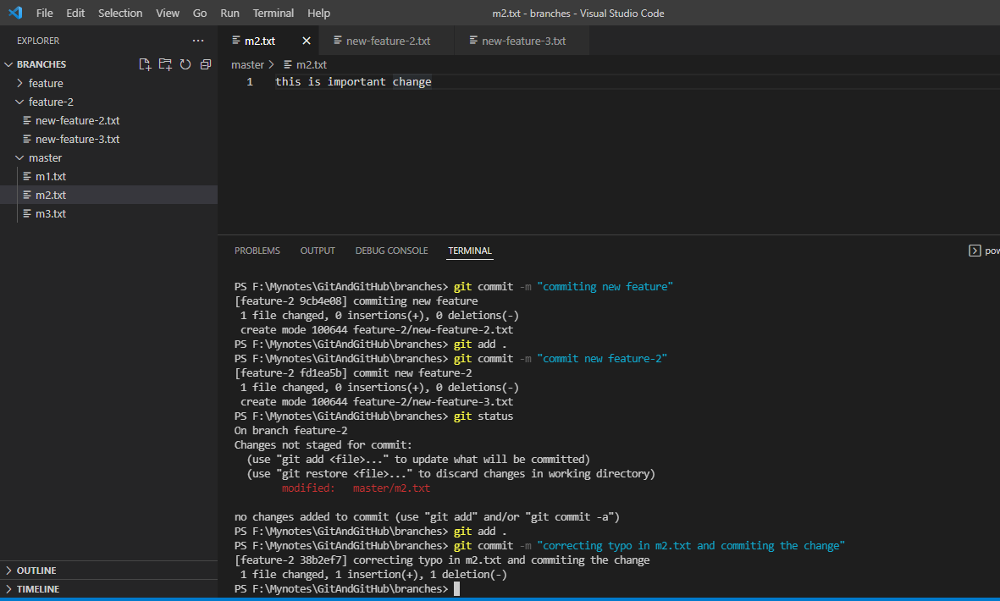 File Edit Selection View Go Run Terminal Help m2.txt - branches - Visual Studio Code
EXPLORER ...
BRANCHES
feature
feature-2
new-feature-2.txt
new-feature-3.txt
master
m1.txt
m2.txt
m3.txt
OUTLINE
TIMELINE
m2.txt new-feature-2.txt new-feature-3.txt
master > m2.txt
1 this is important change
PROBLEMS OUTPUT DEBUG CONSOLE TERMINAL pow
PS F:\Mynotes\GitAndGitHub\branches> git commit -m "commiting new feature"
[feature-2 9cb4e08] commiting new feature
1 file changed, 0 insertions(+), 0 deletions(-)
create mode 100644 feature-2/new-feature-2.txt
PS F:\Mynotes\GitAndGitHub\branches> git add .
PS F:\Mynotes\GitAndGitHub\branches> git commit -m "commit new feature-2"
[feature-2 fd1ea5b] commit new feature-2
1 file changed, 0 insertions(+), 0 deletions(-)
create mode 100644 feature-2/new-feature-3.txt
PS F:\Mynotes\GitAndGitHub\branches> git status
On branch feature-2
Changes not staged for commit:
(use "git add <file>..." to update what will be committed)
(use "git restore <file>..." to discard changes in working directory)
modified: master/m2.txt
no changes added to commit (use "git add" and/or "git commit -a")
PS F:\Mynotes\GitAndGitHub\branches> git add .
PS F:\Mynotes\GitAndGitHub\branches> git commit -m "correcting typo in m2.txt and commiting the change"
[feature-2 38b2ef7] correcting typo in m2.txt and commiting the change
1 file changed, 1 insertion(+), 1 deletion(-)
PS F:\Mynotes\GitAndGitHub\branches>